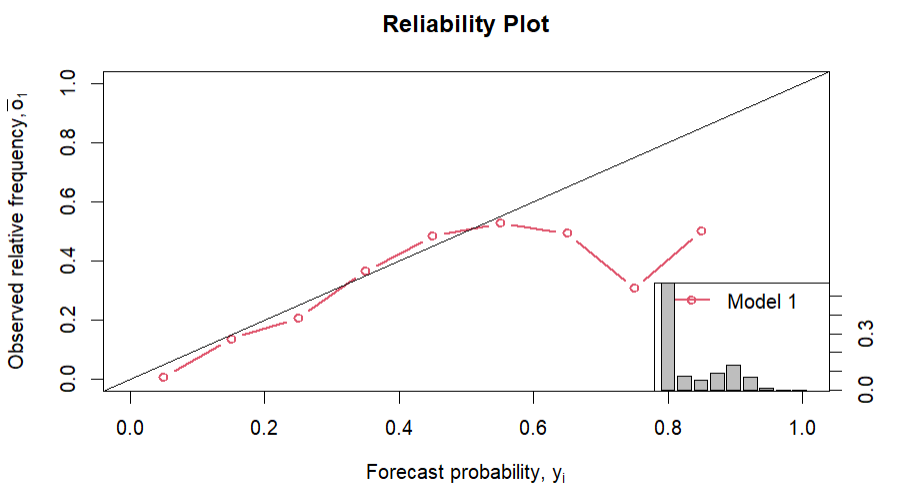 Reliability Plot
Observed relative frequency, o̅₁
1.0
0.8
0.6
0.4
0.2
0.0
Model 1
0.3
0.0
0.0 0.2 0.4 0.6 0.8 1.0
Forecast probability, yᵢ